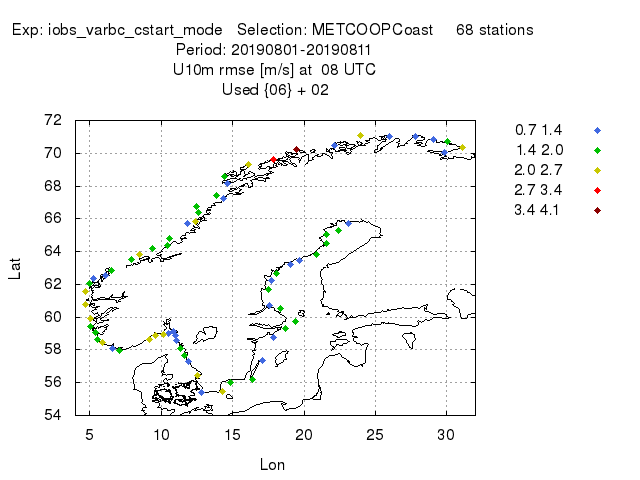 Exp: iobs_varbc_cstart_mode   Selection: METCOOPCoast     68 stations
Period: 20190801-20190811
U10m rmse [m/s] at  08 UTC
Used {06} + 02
72
70
68
66
64
62
60
58
56
54
Lat
5 10 15 20 25 30
Lon
0.7 1.4
1.4 2.0
2.0 2.7
2.7 3.4
3.4 4.1